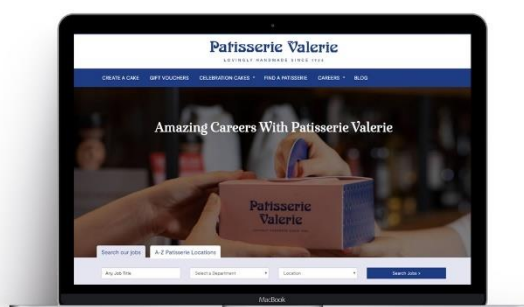 Patisserie Valerie
LOVINGLY HANDMADE SINCE
CREATE A CAKE GIFT VOUCHERS CELEBRATION CAKES FIND A PATISSERIE CAREERS BLOG
Amazing Careers With Patisserie Valerie
Patisserie
Valerie
Search our jobs A-Z Patisserie Locations
Any Job Title Select a Department Location Search Jobs >
MacBook